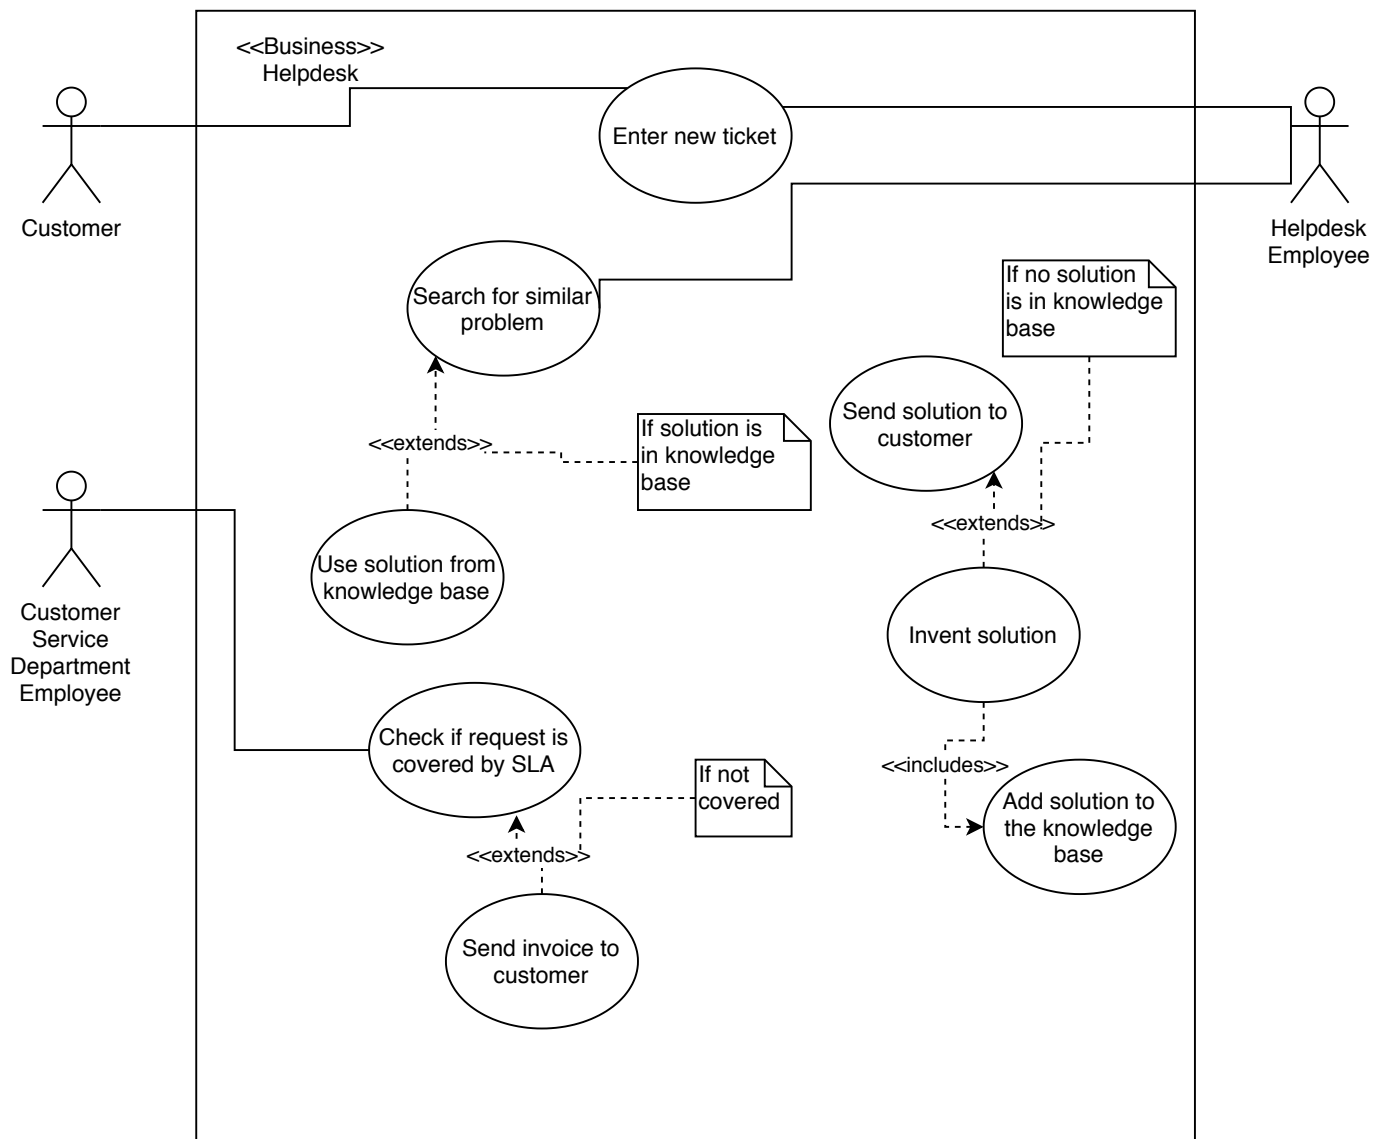 <<Business>>
Helpdesk
Enter new ticket
Customer
Helpdesk
Employee
Search for similar
problem
If no solution
is in knowledge
base
Send solution to
customer
<<extends>>
If solution is
in knowledge
base
<<extends>>
Use solution from
knowledge base
Customer
Service
Department
Employee
Invent solution
Check if request is
covered by SLA
<<includes>>
If not
covered
Add solution to
the knowledge
base
<<extends>>
Send invoice to
customer